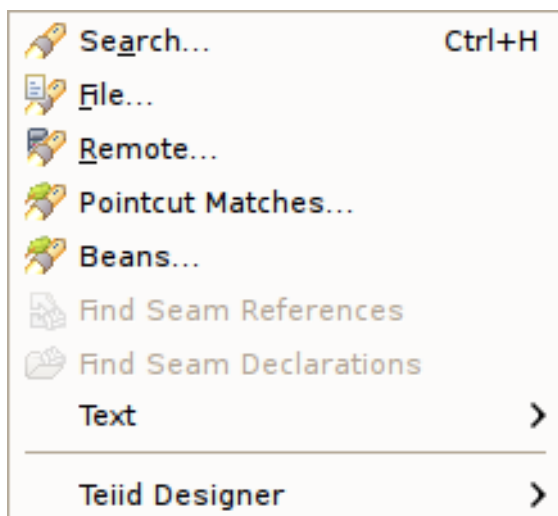 Search... Ctrl+H
File...
Remote...
Pointcut Matches...
Beans...
Find Seam References
Find Seam Declarations
Text
Teiid Designer